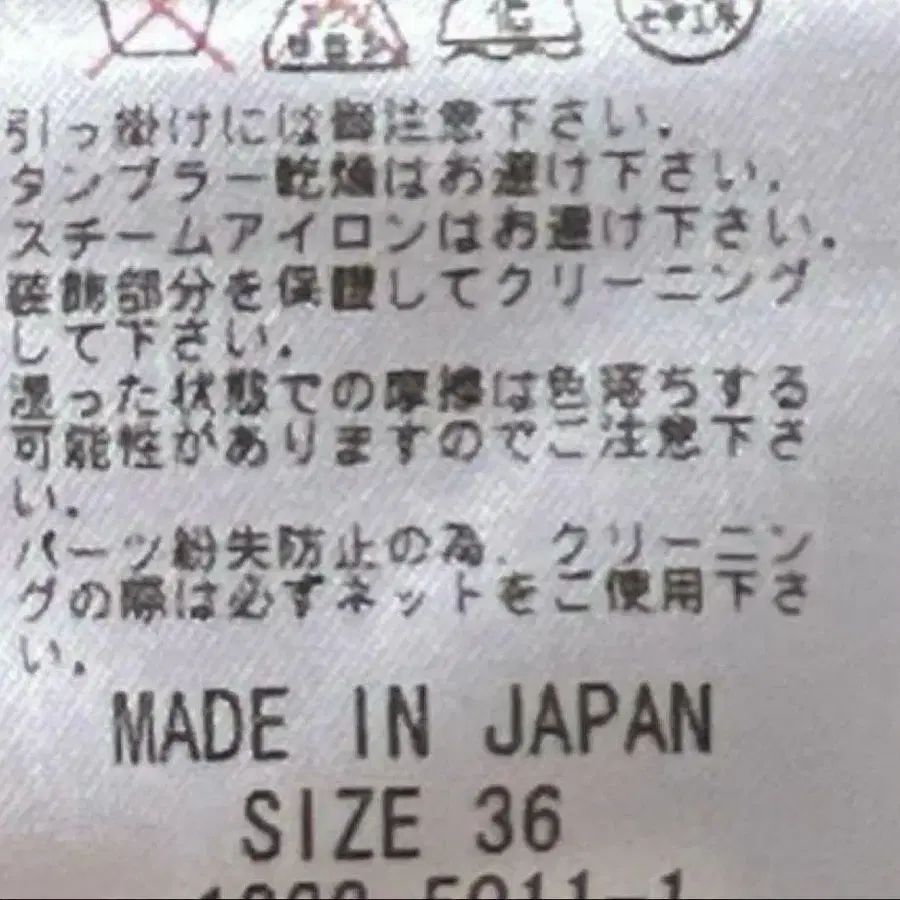 引っ掛けには御注意下さい。
タンブラー乾燥はお避け下さい。
スチームアイロンはお避け下さい。
装飾部分を保護してクリーニング
して下さい。
湿った状態での摩擦は色落ちする
可能性がありますのでご注意下さ
い。
パーツ紛失防止の為、クリーニン
グの際は必ずネットをご使用下さ
い。
MADE IN JAPAN
SIZE 36